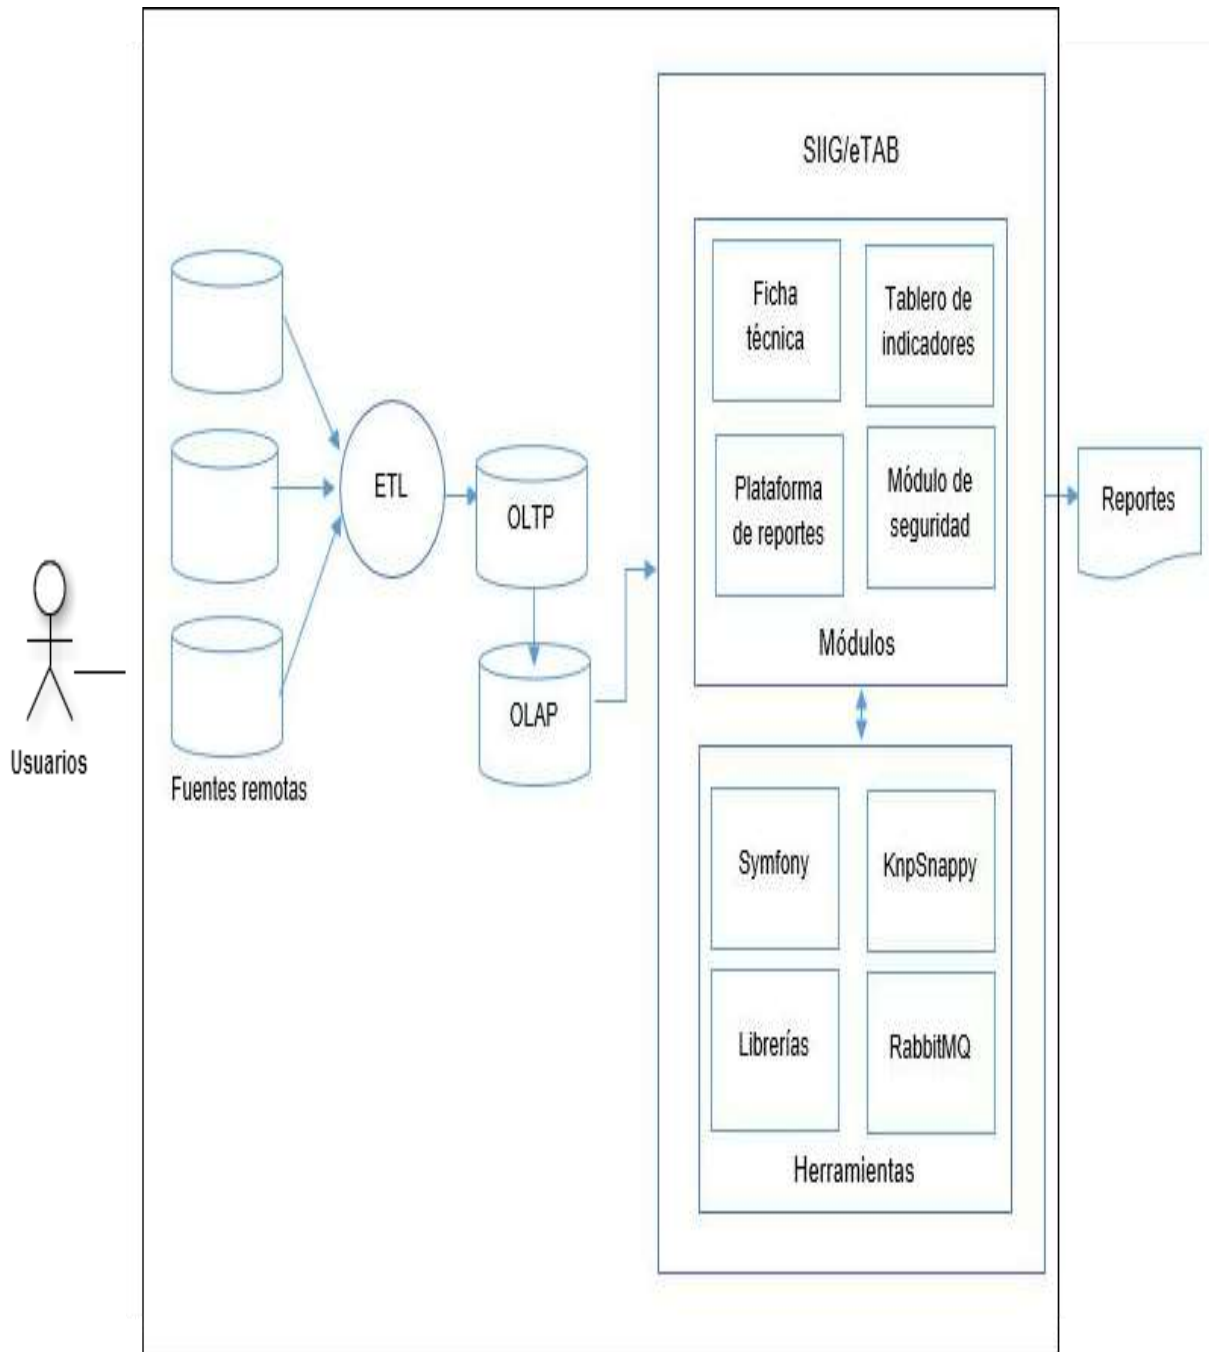 SIIG/eTAB
Ficha
técnica
Tablero de
indicadores
Plataforma
de reportes
Módulo de
seguridad
Módulos
ETL
OLTP
OLAP
Reportes
Usuarios
Fuentes remotas
Symfony
KnpSnappy
Librerías
RabbitMQ
Herramientas